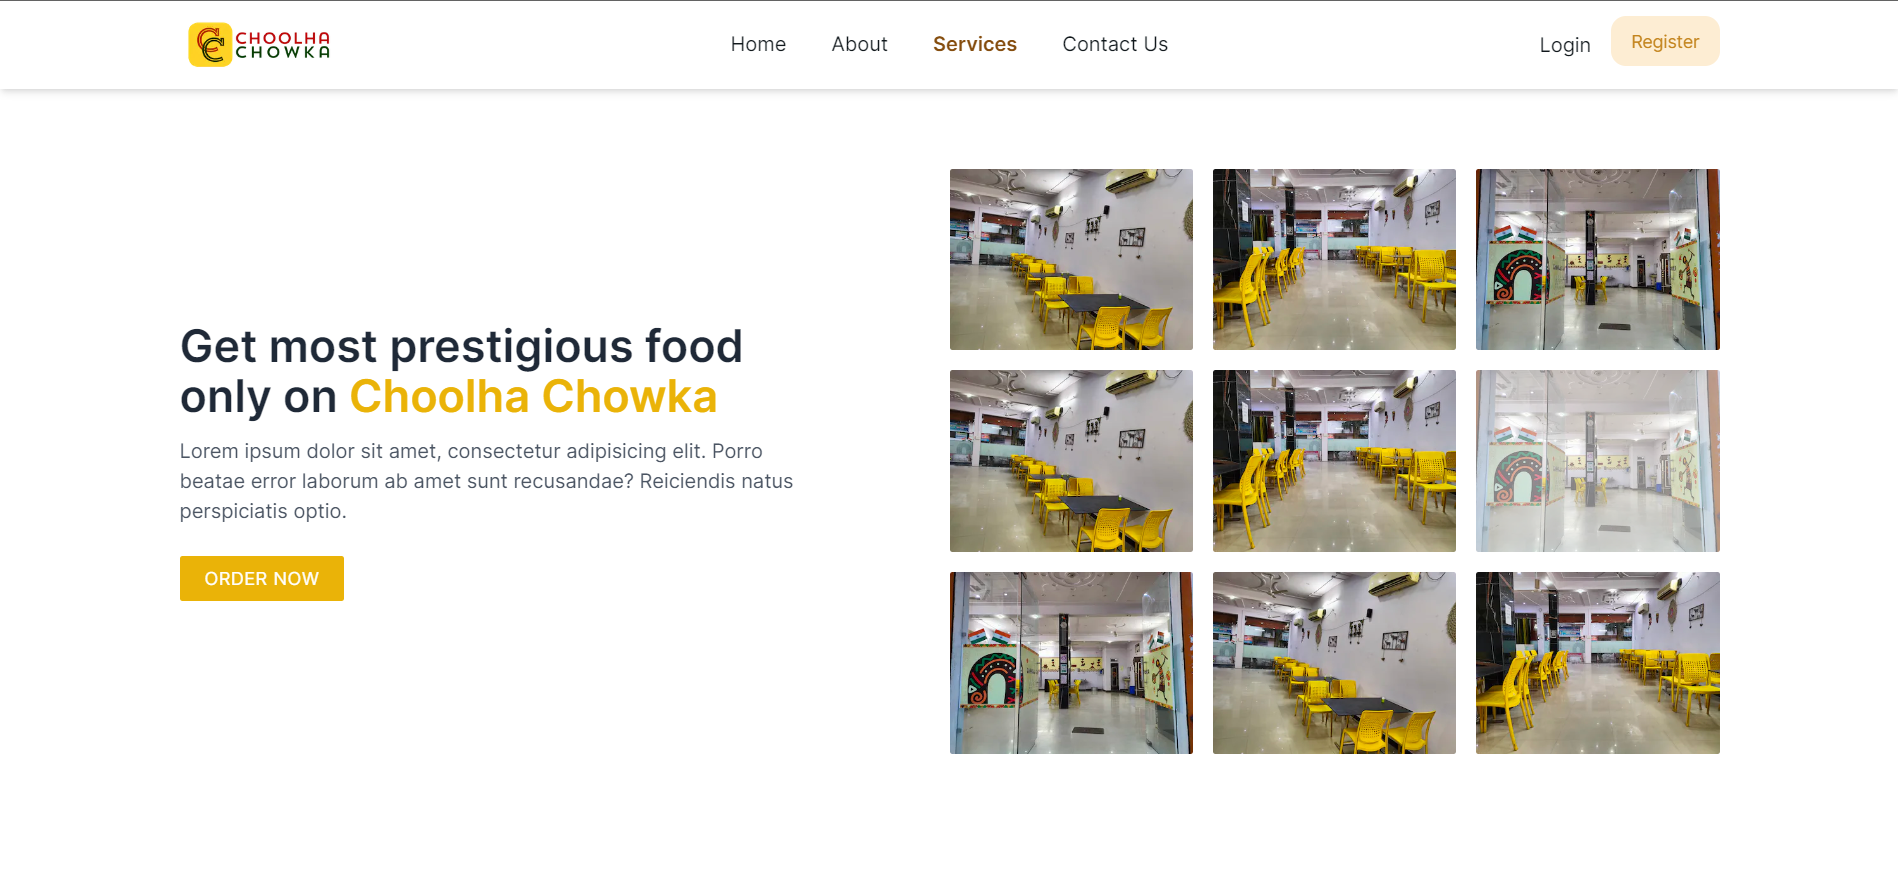 CHOOLHA
CHOWKA
Home About Services Contact Us Login Register
Get most prestigious food
only on Choolha Chowka
Lorem ipsum dolor sit amet, consectetur adipisicing elit. Porro
beatae error laborum ab amet sunt recusandae? Reiciendis natus
perspiciatis optio.
ORDER NOW